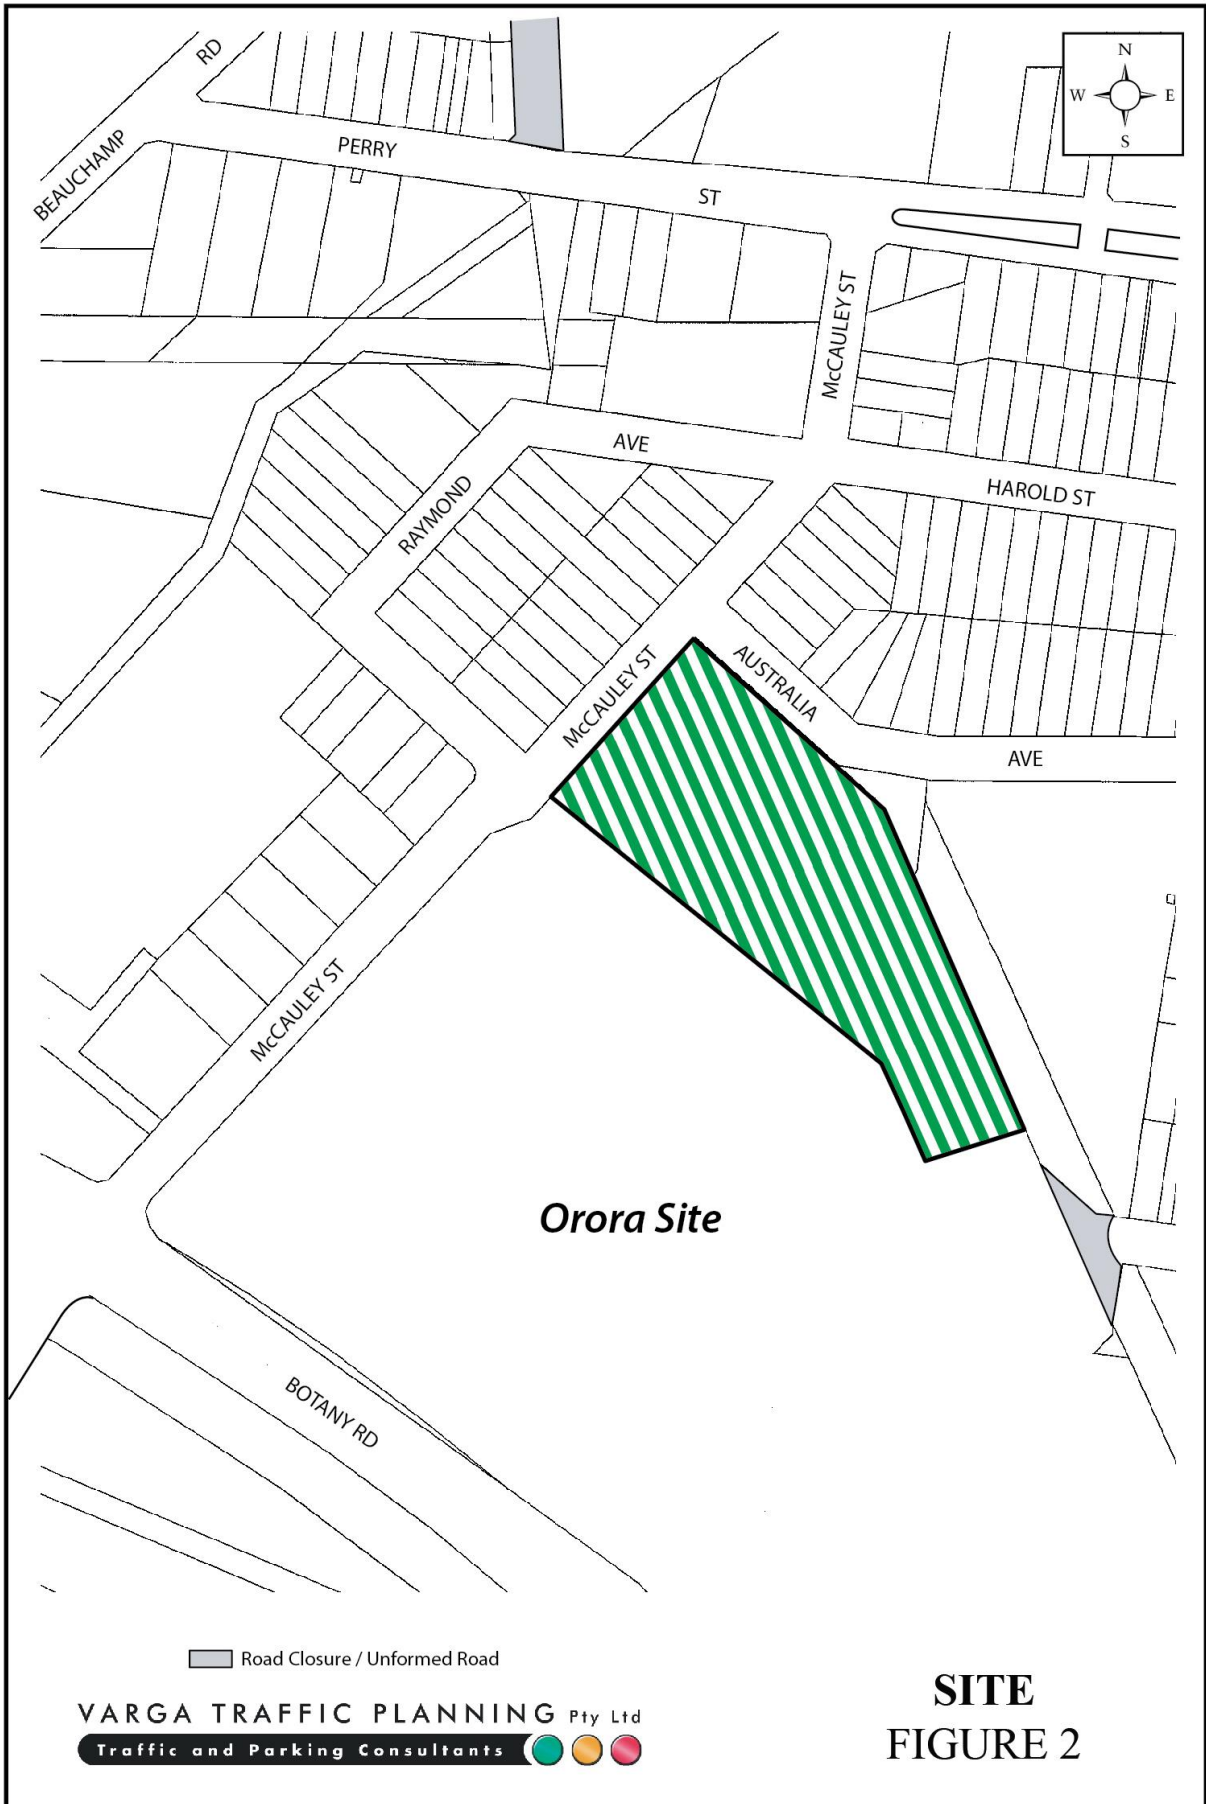 RD
N
W E
S
BEAUCHAMP
PERRY
ST
McCAULEY ST
AVE
RAYMOND
HAROLD ST
McCAULEY ST
AUSTRALIA
AVE
McCAULEY ST
Orora Site
BOTANY RD
Road Closure / Unformed Road
VARGA TRAFFIC PLANNING Pty Ltd
Traffic and Parking Consultants
SITE
FIGURE 2